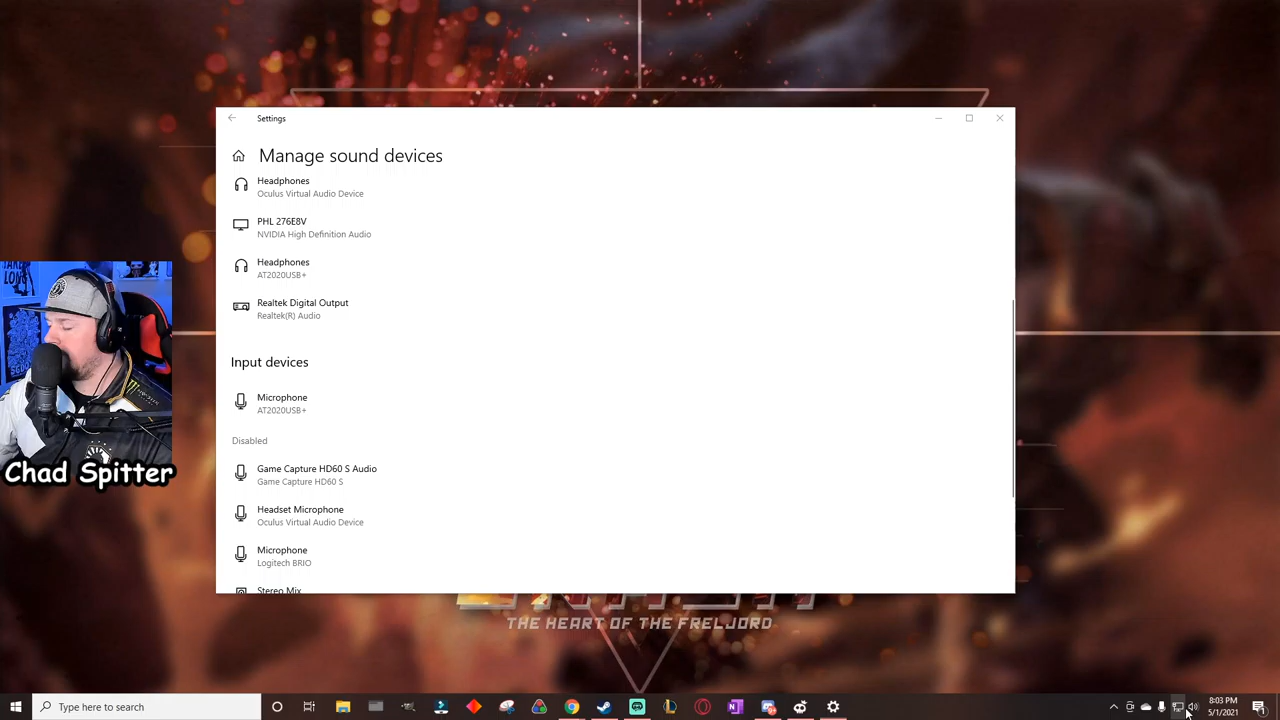 Settings
Manage sound devices
Headphones
Oculus Virtual Audio Device
PHL 276E8V
NVIDIA High Definition Audio
Headphones
AT2020USB+
Realtek Digital Output
Realtek(R) Audio
Input devices
Microphone
AT2020USB+
Disabled
Game Capture HD60 S Audio
Game Capture HD60 S
Headset Microphone
Oculus Virtual Audio Device
Microphone
Logitech BRIO
Stereo Mix
Chad Spitter
THE HEART OF THE FRELJORD
Type here to search
8:03 PM
5/1/2021